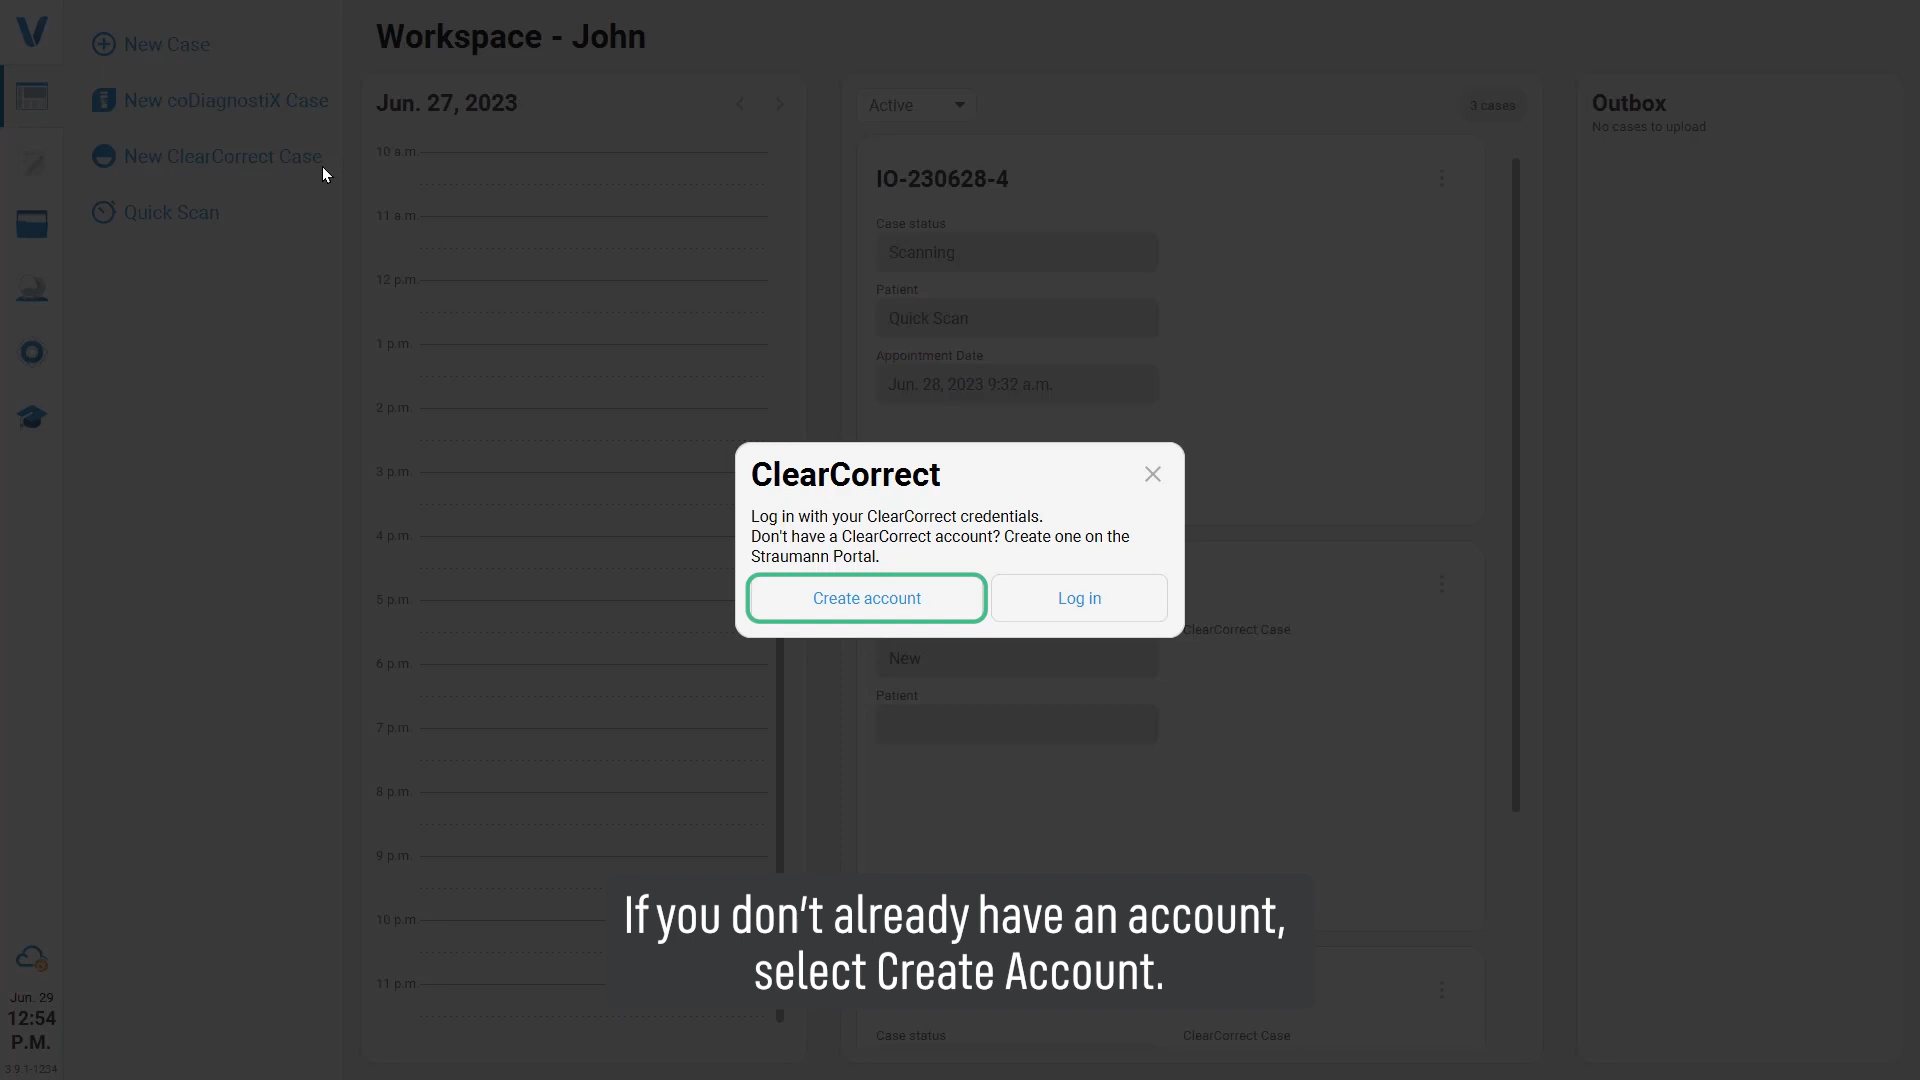 New Case
New coDiagnostiX Case
New ClearCorrect Case
Quick Scan
Jun. 29
12:54
P.M.
3.9.1-1234
Workspace - John
Jun. 27, 2023
10 a.m.
11 a.m.
12 p.m.
1 p.m.
2 p.m.
3 p.m.
4 p.m.
5 p.m.
6 p.m.
7 p.m.
8 p.m.
9 p.m.
10 p.m.
11 p.m.
Active
3 cases
IO-230628-4
Case status
Scanning
Patient
Quick Scan
Appointment Date
Jun. 28, 2023 9:32 a.m.
ClearCorrect
Log in with your ClearCorrect credentials.
Don't have a ClearCorrect account? Create one on the
Straumann Portal.
Create account
Log in
ClearCorrect Case
New
Patient
Case status
ClearCorrect Case
Outbox
No cases to upload
If you don't already have an account,
select Create Account.